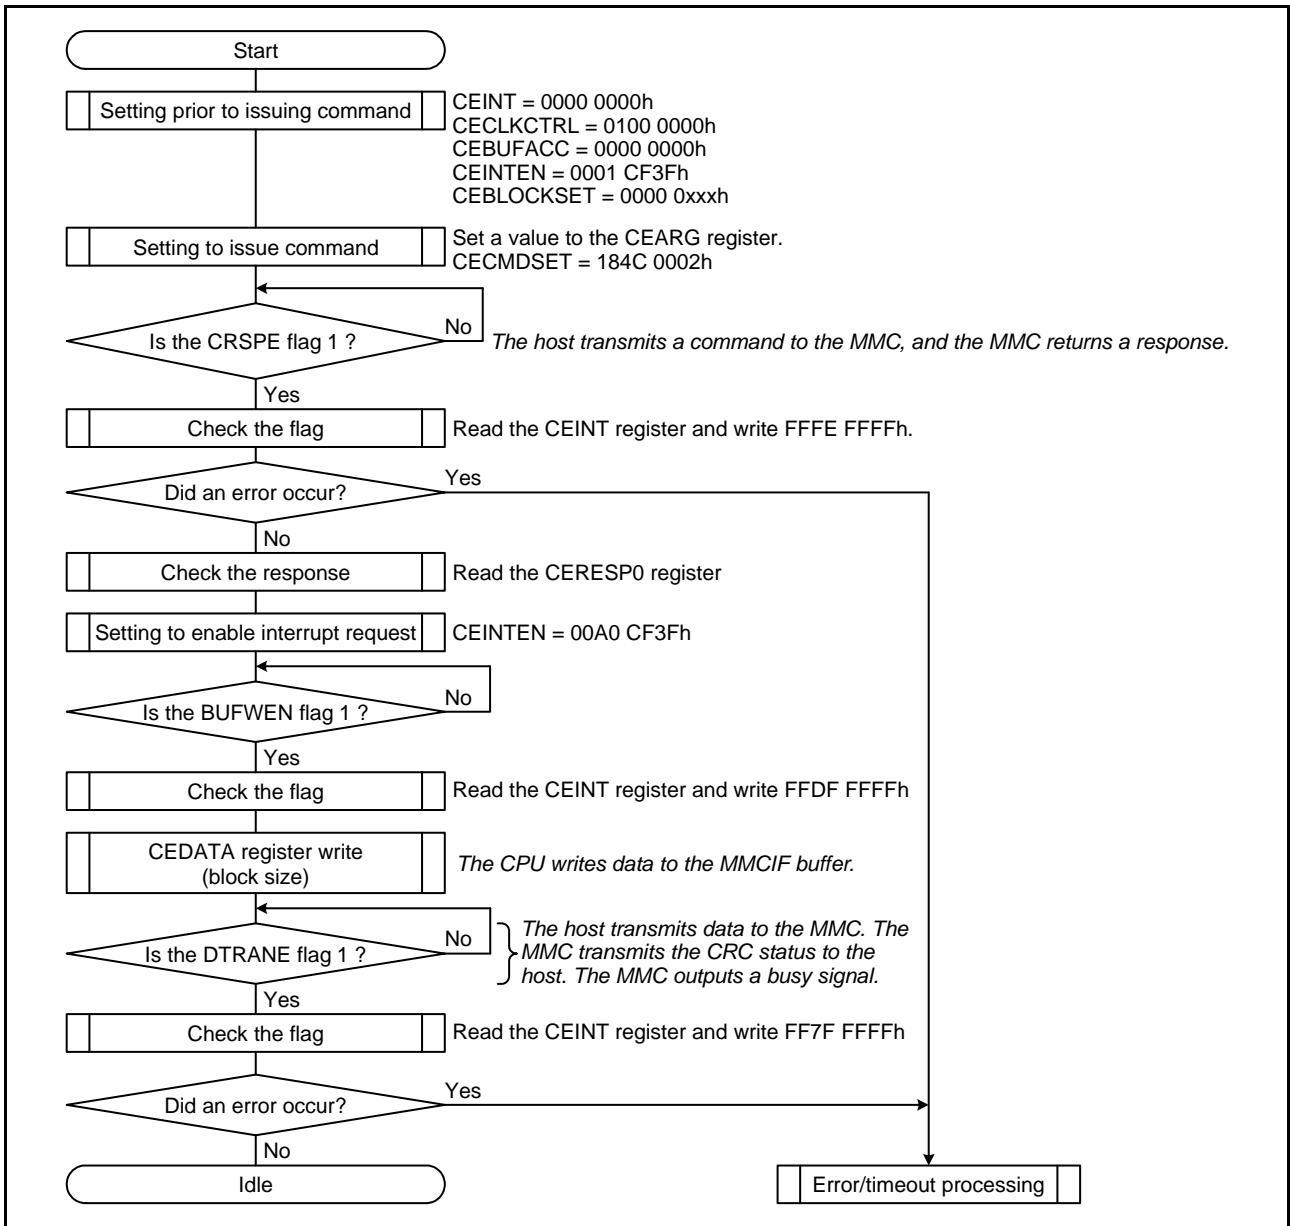 Start
Setting prior to issuing command
CEINT = 0000 0000h
CECLKCTRL = 0100 0000h
CEBUFACC = 0000 0000h
CEINTEN = 0001 CF3Fh
CEBLOCKSET = 0000 0xxxh
Setting to issue command
Set a value to the CEARG register.
CECMDSET = 184C 0002h
Is the CRSPE flag 1 ?
No
The host transmits a command to the MMC, and the MMC returns a response.
Yes
Check the flag
Read the CEINT register and write FFFE FFFFh.
Did an error occur?
Yes
No
Check the response
Read the CERESP0 register
Setting to enable interrupt request
CEINTEN = 00A0 CF3Fh
Is the BUFWEN flag 1 ?
No
Yes
Check the flag
Read the CEINT register and write FFDF FFFFh
CEDATA register write
(block size)
The CPU writes data to the MMCIF buffer.
Is the DTRANE flag 1 ?
No
The host transmits data to the MMC. The
MMC transmits the CRC status to the
host. The MMC outputs a busy signal.
Yes
Check the flag
Read the CEINT register and write FF7F FFFFh
Did an error occur?
Yes
No
Idle
Error/timeout processing